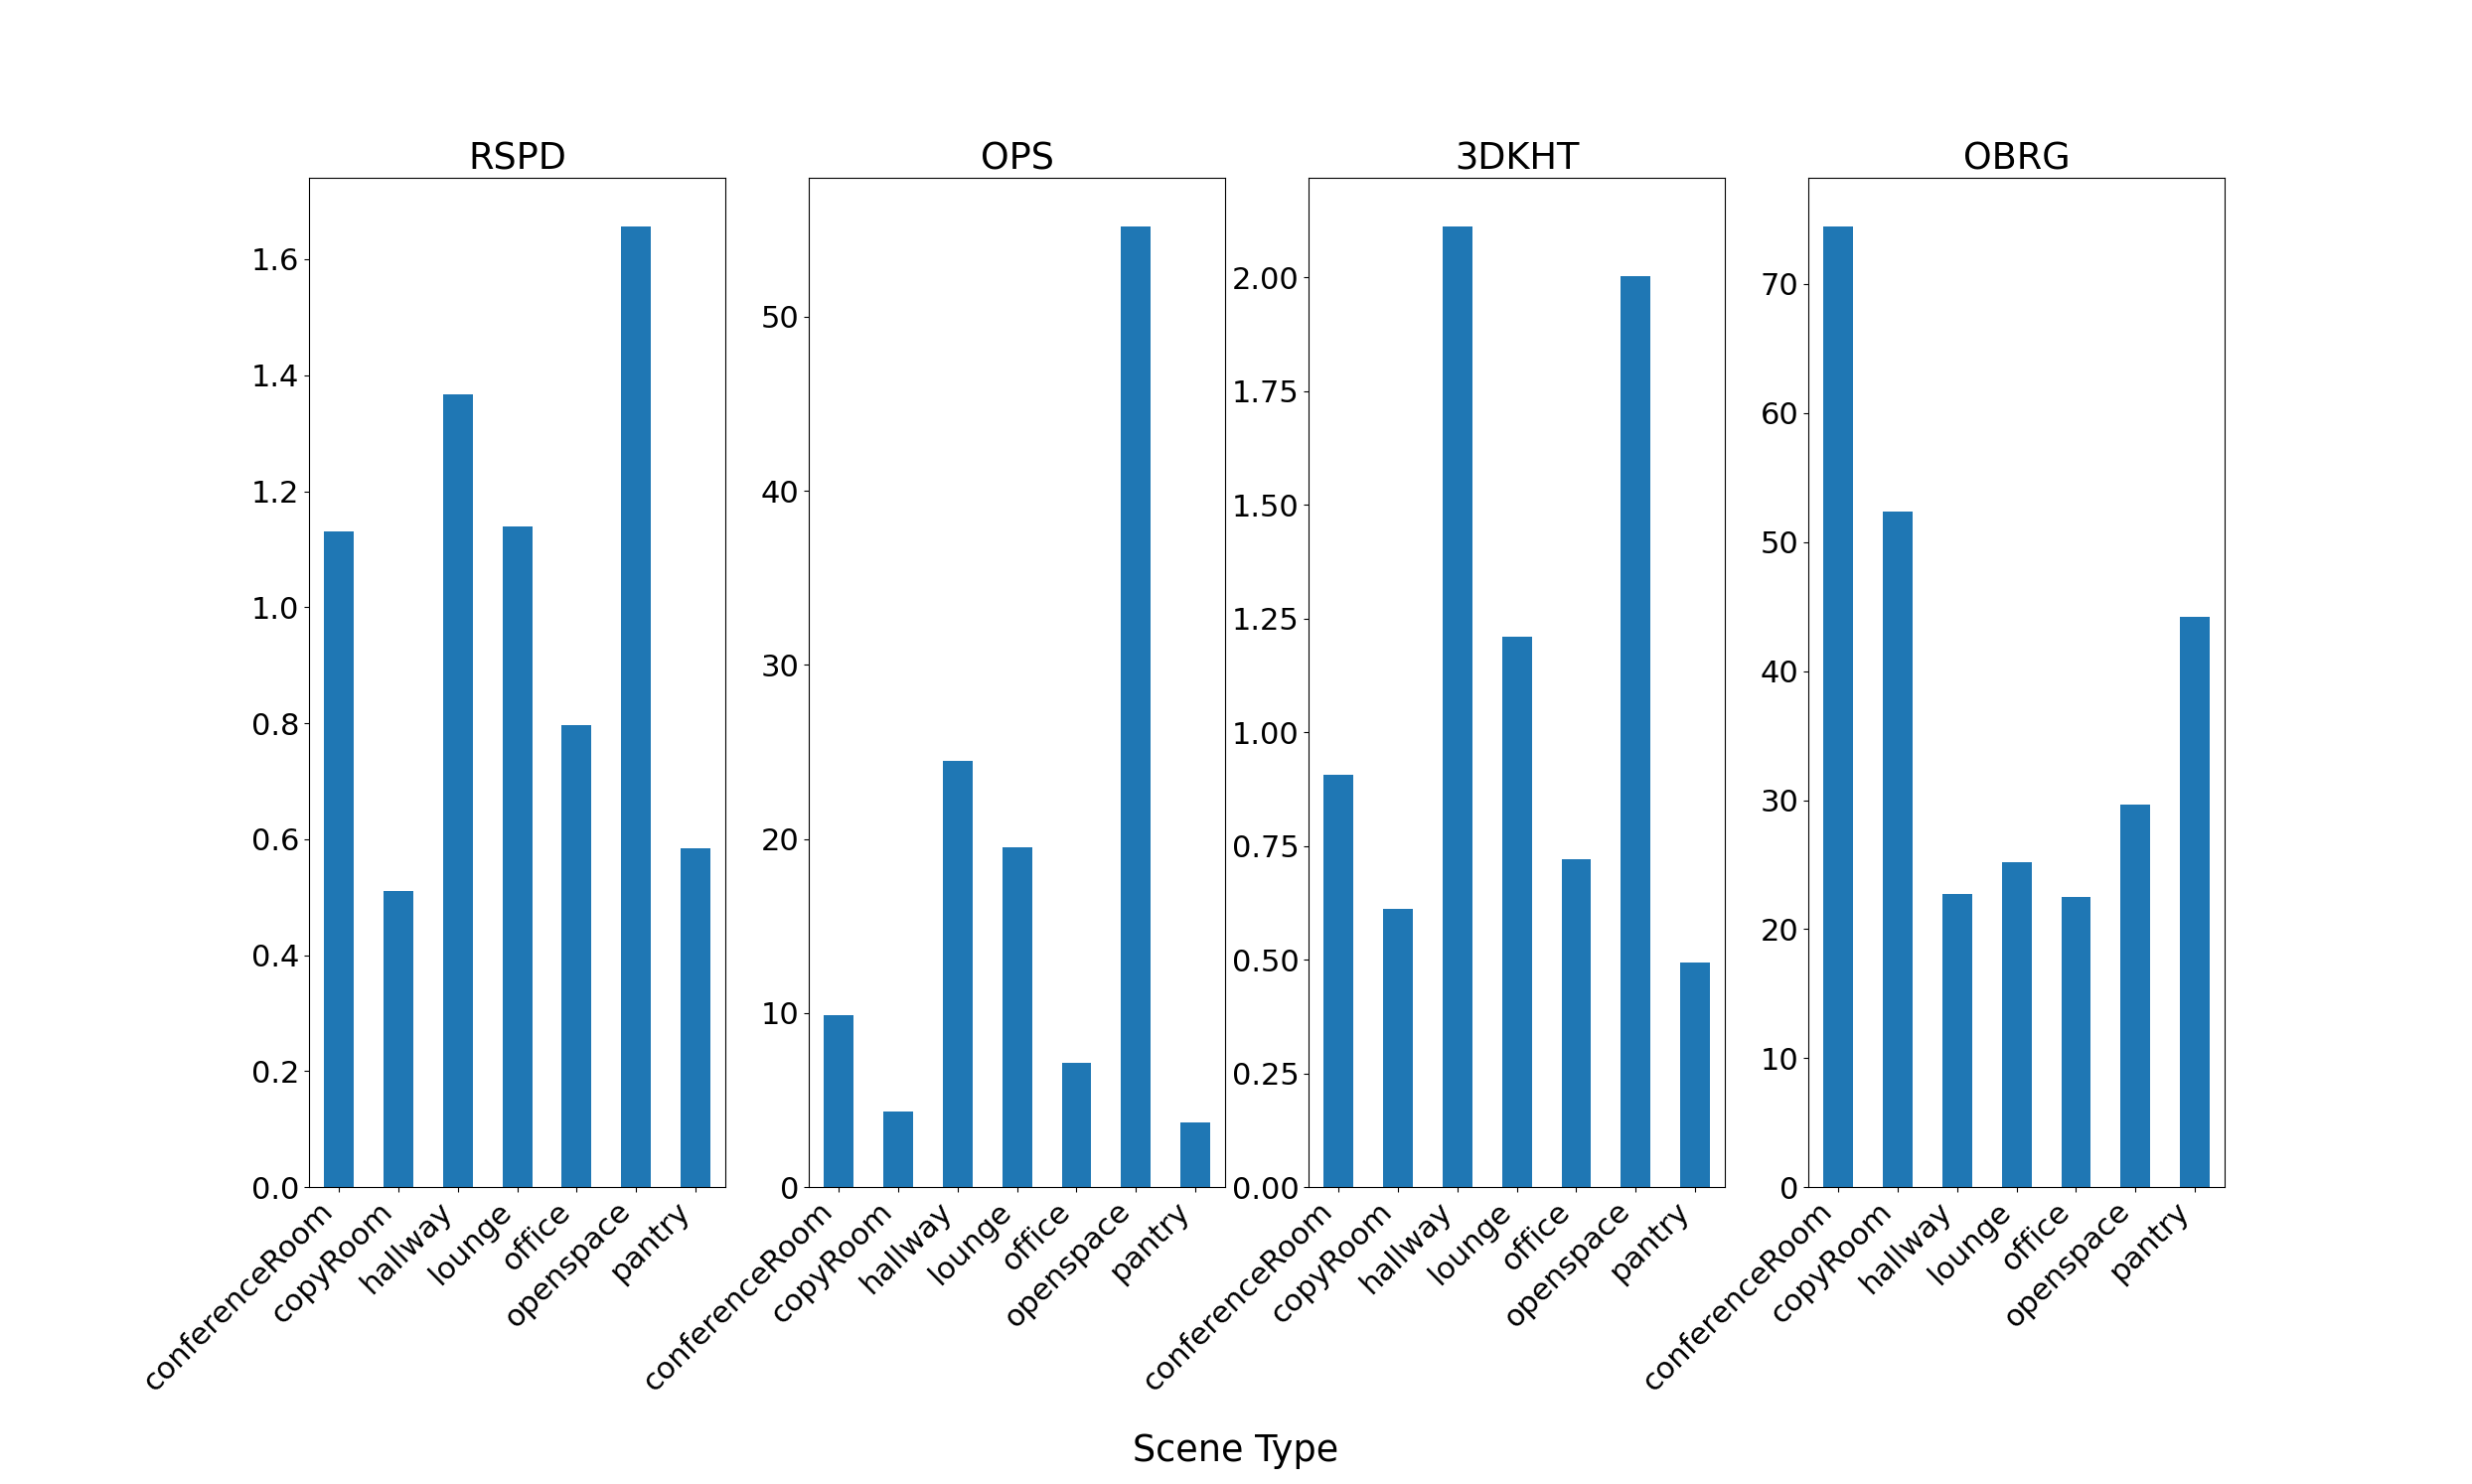 RSPD
OPS
3DKHT
OBRG
1.6
1.4
1.2
1.0
0.8
0.6
0.4
0.2
0.0
50
40
30
20
10
0
2.00
1.75
1.50
1.25
1.00
0.75
0.50
0.25
0.00
70
60
50
40
30
20
10
0
conferenceRoom
copyRoom
hallway
lounge
office
openspace
pantry
conferenceRoom
copyRoom
hallway
lounge
office
openspace
pantry
conferenceRoom
copyRoom
hallway
lounge
office
openspace
pantry
conferenceRoom
copyRoom
hallway
lounge
office
openspace
pantry
Scene Type